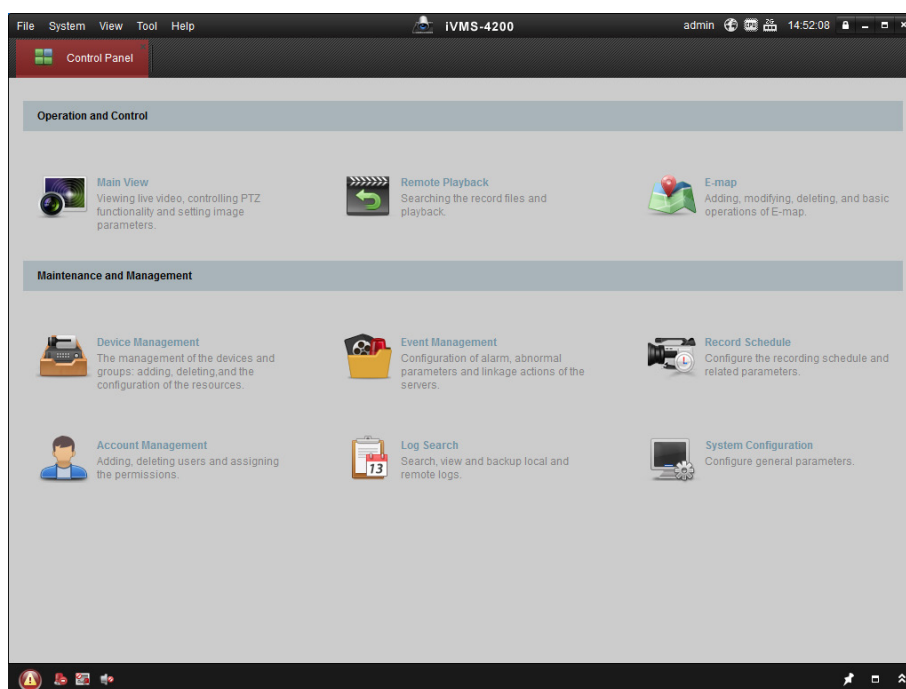 File System View Tool Help iVMS-4200 admin CPU 14:52:08
Control Panel
Operation and Control
Main View
Viewing live video, controlling PTZ
functionality and setting image
parameters.
Remote Playback
Searching the record files and
playback.
E-map
Adding, modifying, deleting, and basic
operations of E-map.
Maintenance and Management
Device Management
The management of the devices and
groups: adding, deleting,and the
configuration of the resources.
Event Management
Configuration of alarm, abnormal
parameters and linkage actions of the
servers.
Record Schedule
Configure the recording schedule and
related parameters.
Account Management
Adding, deleting users and assigning
the permissions.
Log Search
Search, view and backup local and
remote logs.
13
System Configuration
Configure general parameters.